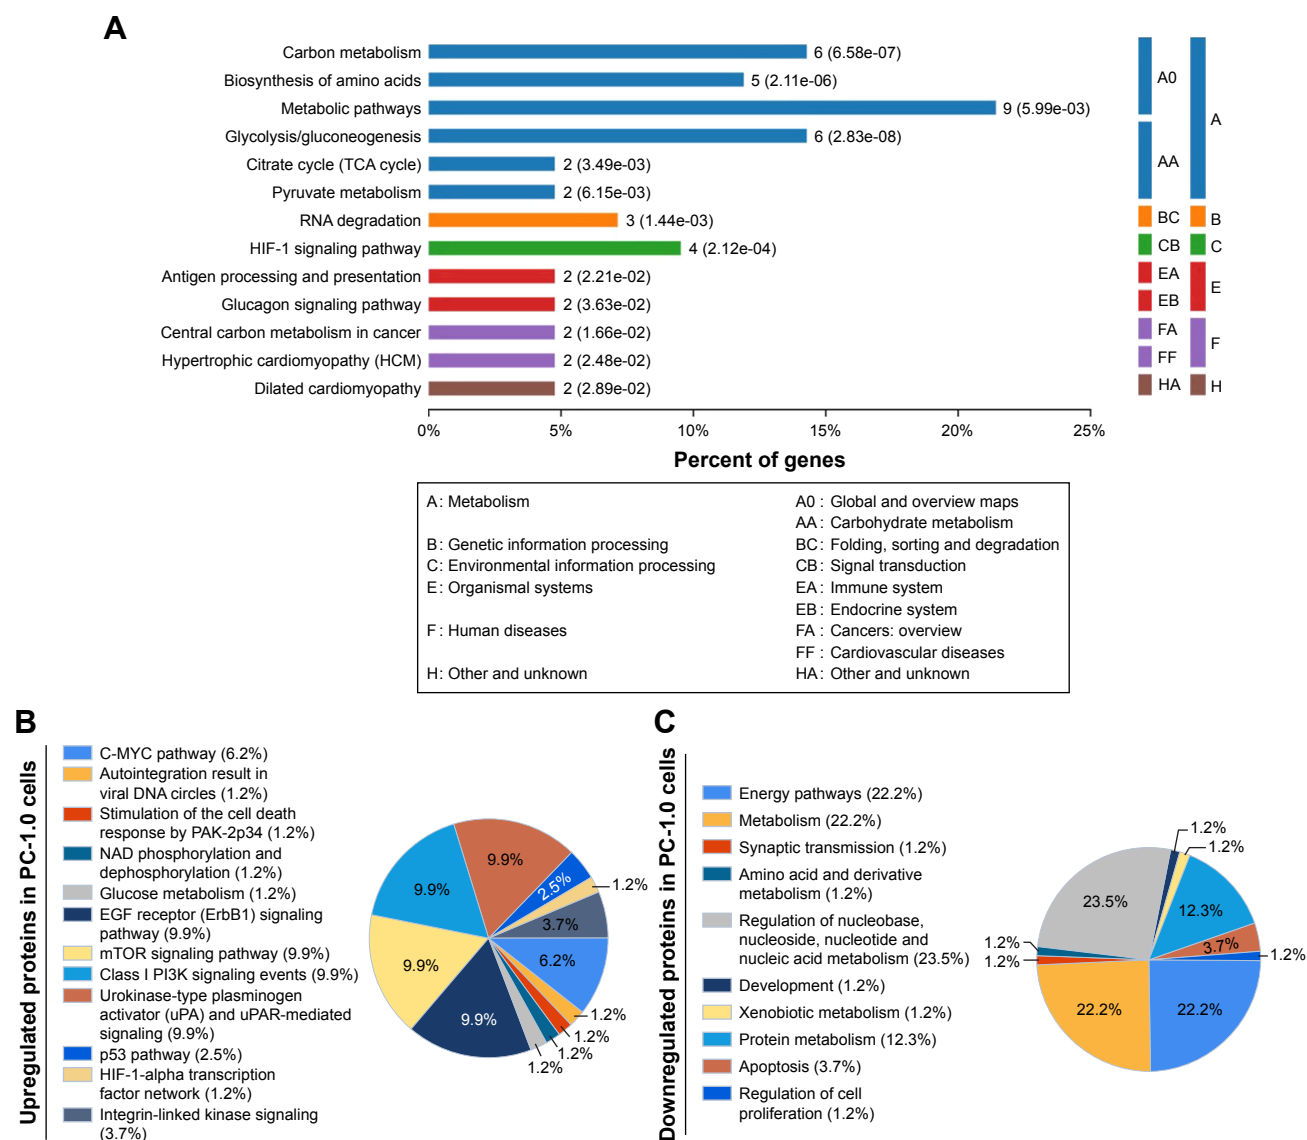 A
Carbon metabolism 6 (6.58e-07)
Biosynthesis of amino acids 5 (2.11e-06)
Metabolic pathways 9 (5.99e-03)
Glycolysis/gluconeogenesis 6 (2.83e-08)
Citrate cycle (TCA cycle) 2 (3.49e-03)
Pyruvate metabolism 2 (6.15e-03)
RNA degradation 3 (1.44e-03)
HIF-1 signaling pathway 4 (2.12e-04)
Antigen processing and presentation 2 (2.21e-02)
Glucagon signaling pathway 2 (3.63e-02)
Central carbon metabolism in cancer 2 (1.66e-02)
Hypertrophic cardiomyopathy (HCM) 2 (2.48e-02)
Dilated cardiomyopathy 2 (2.89e-02)
A0
A
AA
BC B
CB C
EA
E
EB
FA
F
FF
HA H
0% 5% 10% 15% 20% 25%
Percent of genes
A: Metabolism A0: Global and overview maps
AA: Carbohydrate metabolism
B: Genetic information processing BC: Folding, sorting and degradation
C: Environmental information processing CB: Signal transduction
E: Organismal systems EA: Immune system
EB: Endocrine system
F: Human diseases FA: Cancers: overview
FF: Cardiovascular diseases
H: Other and unknown HA: Other and unknown
B
Upregulated proteins in PC-1.0 cells
C-MYC pathway (6.2%)
Autointegration result in
viral DNA circles (1.2%)
Stimulation of the cell death
response by PAK-2p34 (1.2%)
NAD phosphorylation and
dephosphorylation (1.2%)
Glucose metabolism (1.2%)
EGF receptor (ErbB1) signaling
pathway (9.9%)
mTOR signaling pathway (9.9%)
Class I PI3K signaling events (9.9%)
Urokinase-type plasminogen
activator (uPA) and uPAR-mediated
signaling (9.9%)
p53 pathway (2.5%)
HIF-1-alpha transcription
factor network (1.2%)
Integrin-linked kinase signaling
(3.7%)
9.9%
2.5%
1.2%
3.7%
6.2%
1.2%
1.2%
1.2%
1.2%
9.9%
9.9%
9.9%
C
Downregulated proteins in PC-1.0 cells
Energy pathways (22.2%)
Metabolism (22.2%)
Synaptic transmission (1.2%)
Amino acid and derivative
metabolism (1.2%)
Regulation of nucleobase,
nucleoside, nucleotide and
nucleic acid metabolism (23.5%)
Development (1.2%)
Xenobiotic metabolism (1.2%)
Protein metabolism (12.3%)
Apoptosis (3.7%)
Regulation of cell
proliferation (1.2%)
1.2%
1.2%
12.3%
3.7%
1.2%
22.2%
22.2%
1.2%
1.2%
23.5%